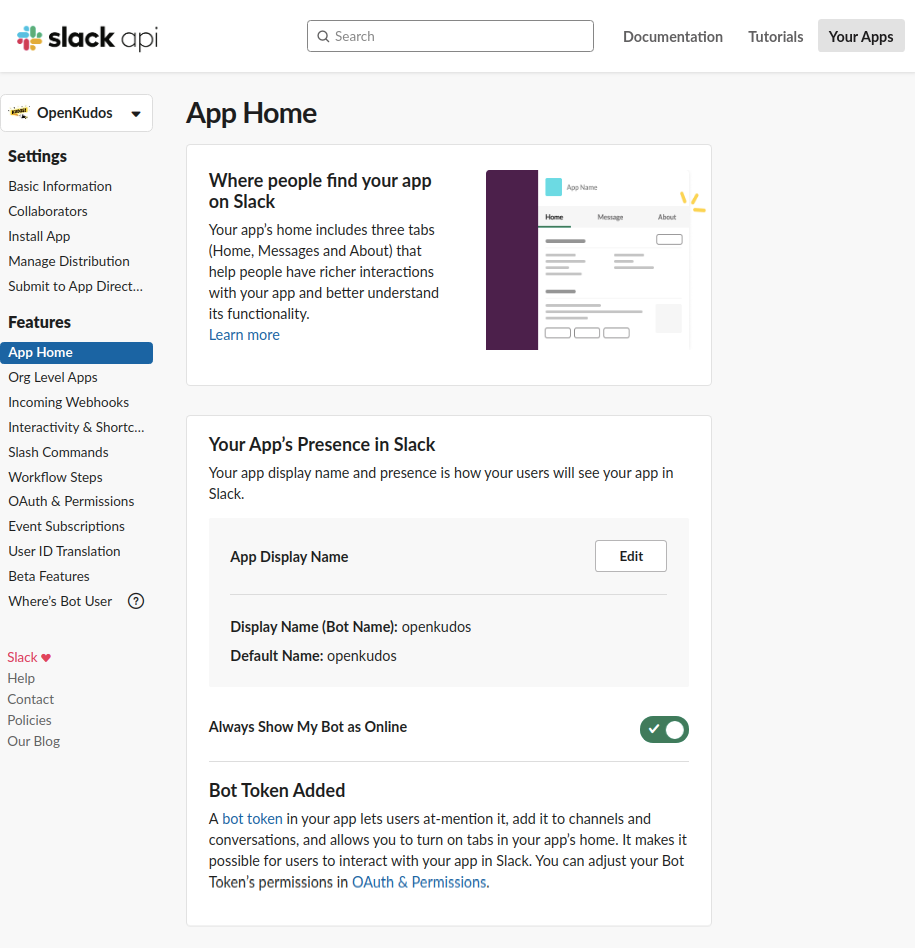 slack api
Search
Documentation
Tutorials
Your Apps
OpenKudos
Settings
Basic Information
Collaborators
Install App
Manage Distribution
Submit to App Direct...
Features
App Home
Org Level Apps
Incoming Webhooks
Interactivity & Shortc...
Slash Commands
Workflow Steps
OAuth & Permissions
Event Subscriptions
User ID Translation
Beta Features
Where's Bot User ?
Slack ♥
Help
Contact
Policies
Our Blog
App Home
Where people find your app
on Slack
Your app's home includes three tabs
(Home, Messages and About) that
help people have richer interactions
with your app and better understand
its functionality.
Learn more
App Name
Home Message About
Your App's Presence in Slack
Your app display name and presence is how your users will see your app in
Slack.
App Display Name
Edit
Display Name (Bot Name): openkudos
Default Name: openkudos
Always Show My Bot as Online
Bot Token Added
A bot token in your app lets users at-mention it, add it to channels and
conversations, and allows you to turn on tabs in your app's home. It makes it
possible for users to interact with your app in Slack. You can adjust your Bot
Token's permissions in OAuth & Permissions.